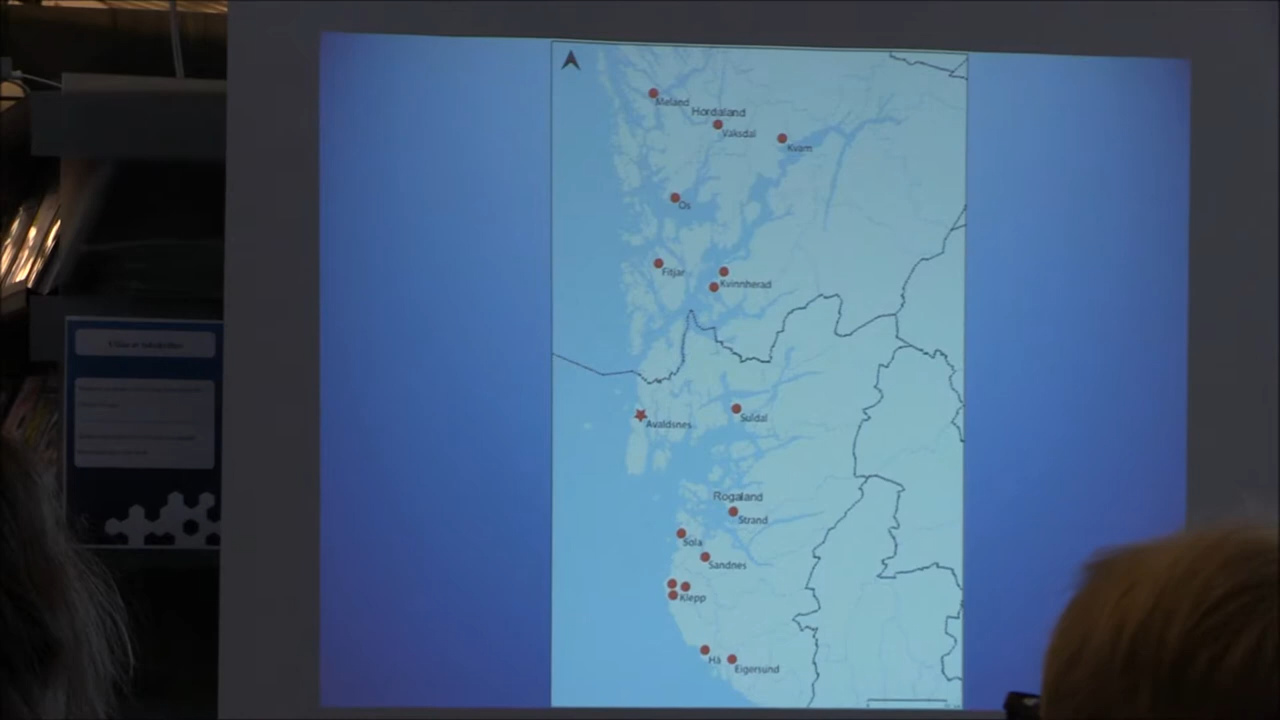 Meland
Hordaland
Vaksdal
Kvam
Os
Fitjar
Kvinnherad
Avaldsnes
Suldal
Rogaland
Strand
Sola
Sandnes
Klepp
Hå
Eigersund